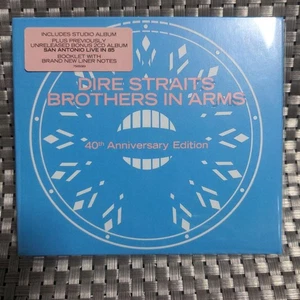 INCLUDES STUDIO ALBUM
PLUS PREVIOUSLY
UNRELEASED BONUS 2CD ALBUM
SAN ANTONIO LIVE IN 85
BOOKLET WITH
BRAND NEW LINER NOTES
DIRE STRAITS
BROTHERS IN ARMS
40th Anniversary Edition